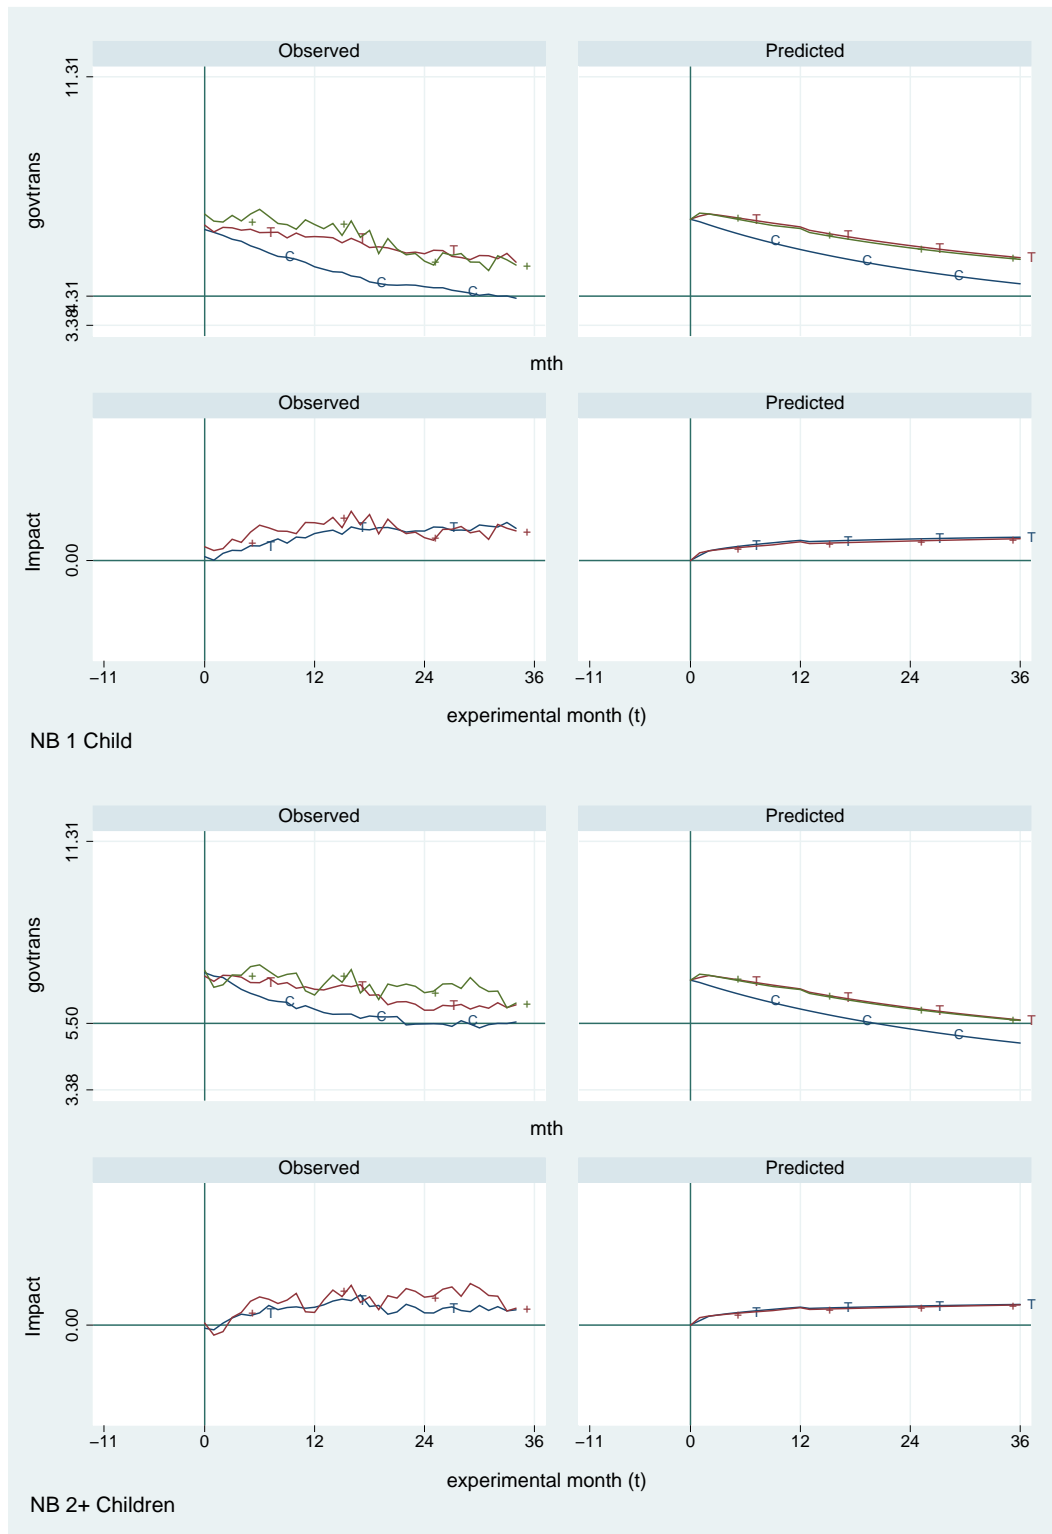 Observed Predicted
11.31
govtrans
4.31
3.38
mth
Observed Predicted
Impact
0.00
−11 0 12 24 36 −11 0 12 24 36
experimental month (t)
NB 1 Child
Observed Predicted
11.31
govtrans
5.50
3.38
mth
Observed Predicted
Impact
0.00
−11 0 12 24 36 −11 0 12 24 36
experimental month (t)
NB 2+ Children